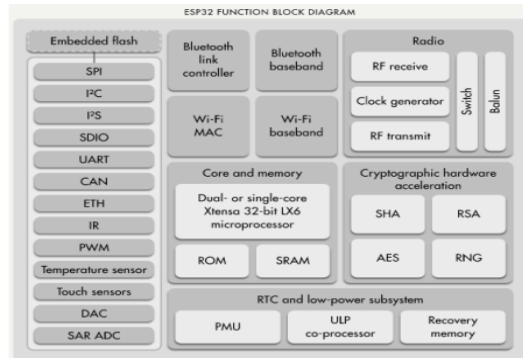 ESP32 FUNCTION BLOCK DIAGRAM
Embedded flash
SPI
I²C
I²S
SDIO
UART
CAN
ETH
IR
PWM
Temperature sensor
Touch sensors
DAC
SAR ADC
Bluetooth
link
controller
Bluetooth
baseband
Wi-Fi
MAC
Wi-Fi
baseband
Radio
RF receive
Clock generator
RF transmit
Switch
Balun
Core and memory
Dual- or single-core
Xtensa 32-bit LX6
microprocessor
ROM
SRAM
Cryptographic hardware
acceleration
SHA
RSA
AES
RNG
RTC and low-power subsystem
PMU
ULP
co-processor
Recovery
memory